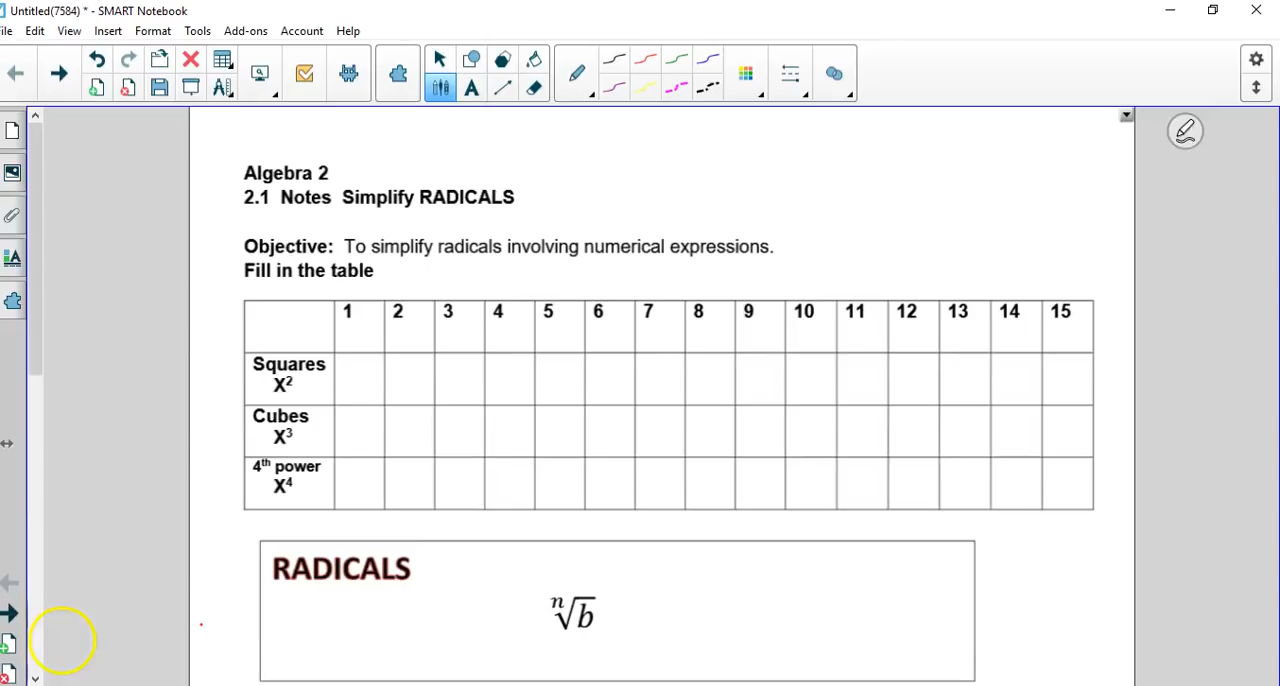 Untitled(7584) * - SMART Notebook
File Edit View Insert Format Tools Add-ons Account Help
Algebra 2
2.1 Notes Simplify RADICALS
Objective: To simplify radicals involving numerical expressions.
Fill in the table
1 2 3 4 5 6 7 8 9 10 11 12 13 14 15
Squares
X²
Cubes
X³
4th power
X⁴
RADICALS
ⁿ√b